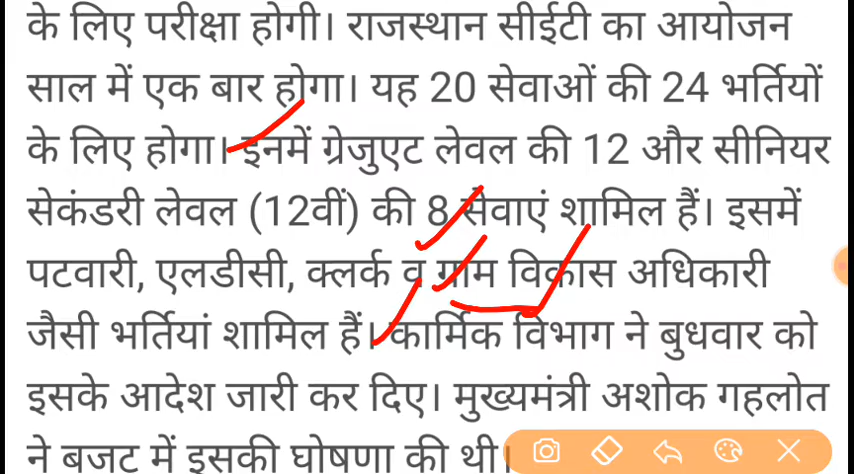 के लिए परीक्षा होगी। राजस्थान सीईटी का आयोजन
साल में एक बार होगा। यह 20 सेवाओं की 24 भर्तियों
के लिए होगा। इनमें ग्रेजुएट लेवल की 12 और सीनियर
सेकंडरी लेवल (12वीं) की 8 सेवाएं शामिल हैं। इसमें
पटवारी, एलडीसी, क्लर्क व ग्राम विकास अधिकारी
जैसी भर्तियां शामिल हैं। कार्मिक विभाग ने बुधवार को
इसके आदेश जारी कर दिए। मुख्यमंत्री अशोक गहलोत
ने बजट में इसकी घोषणा की थी।